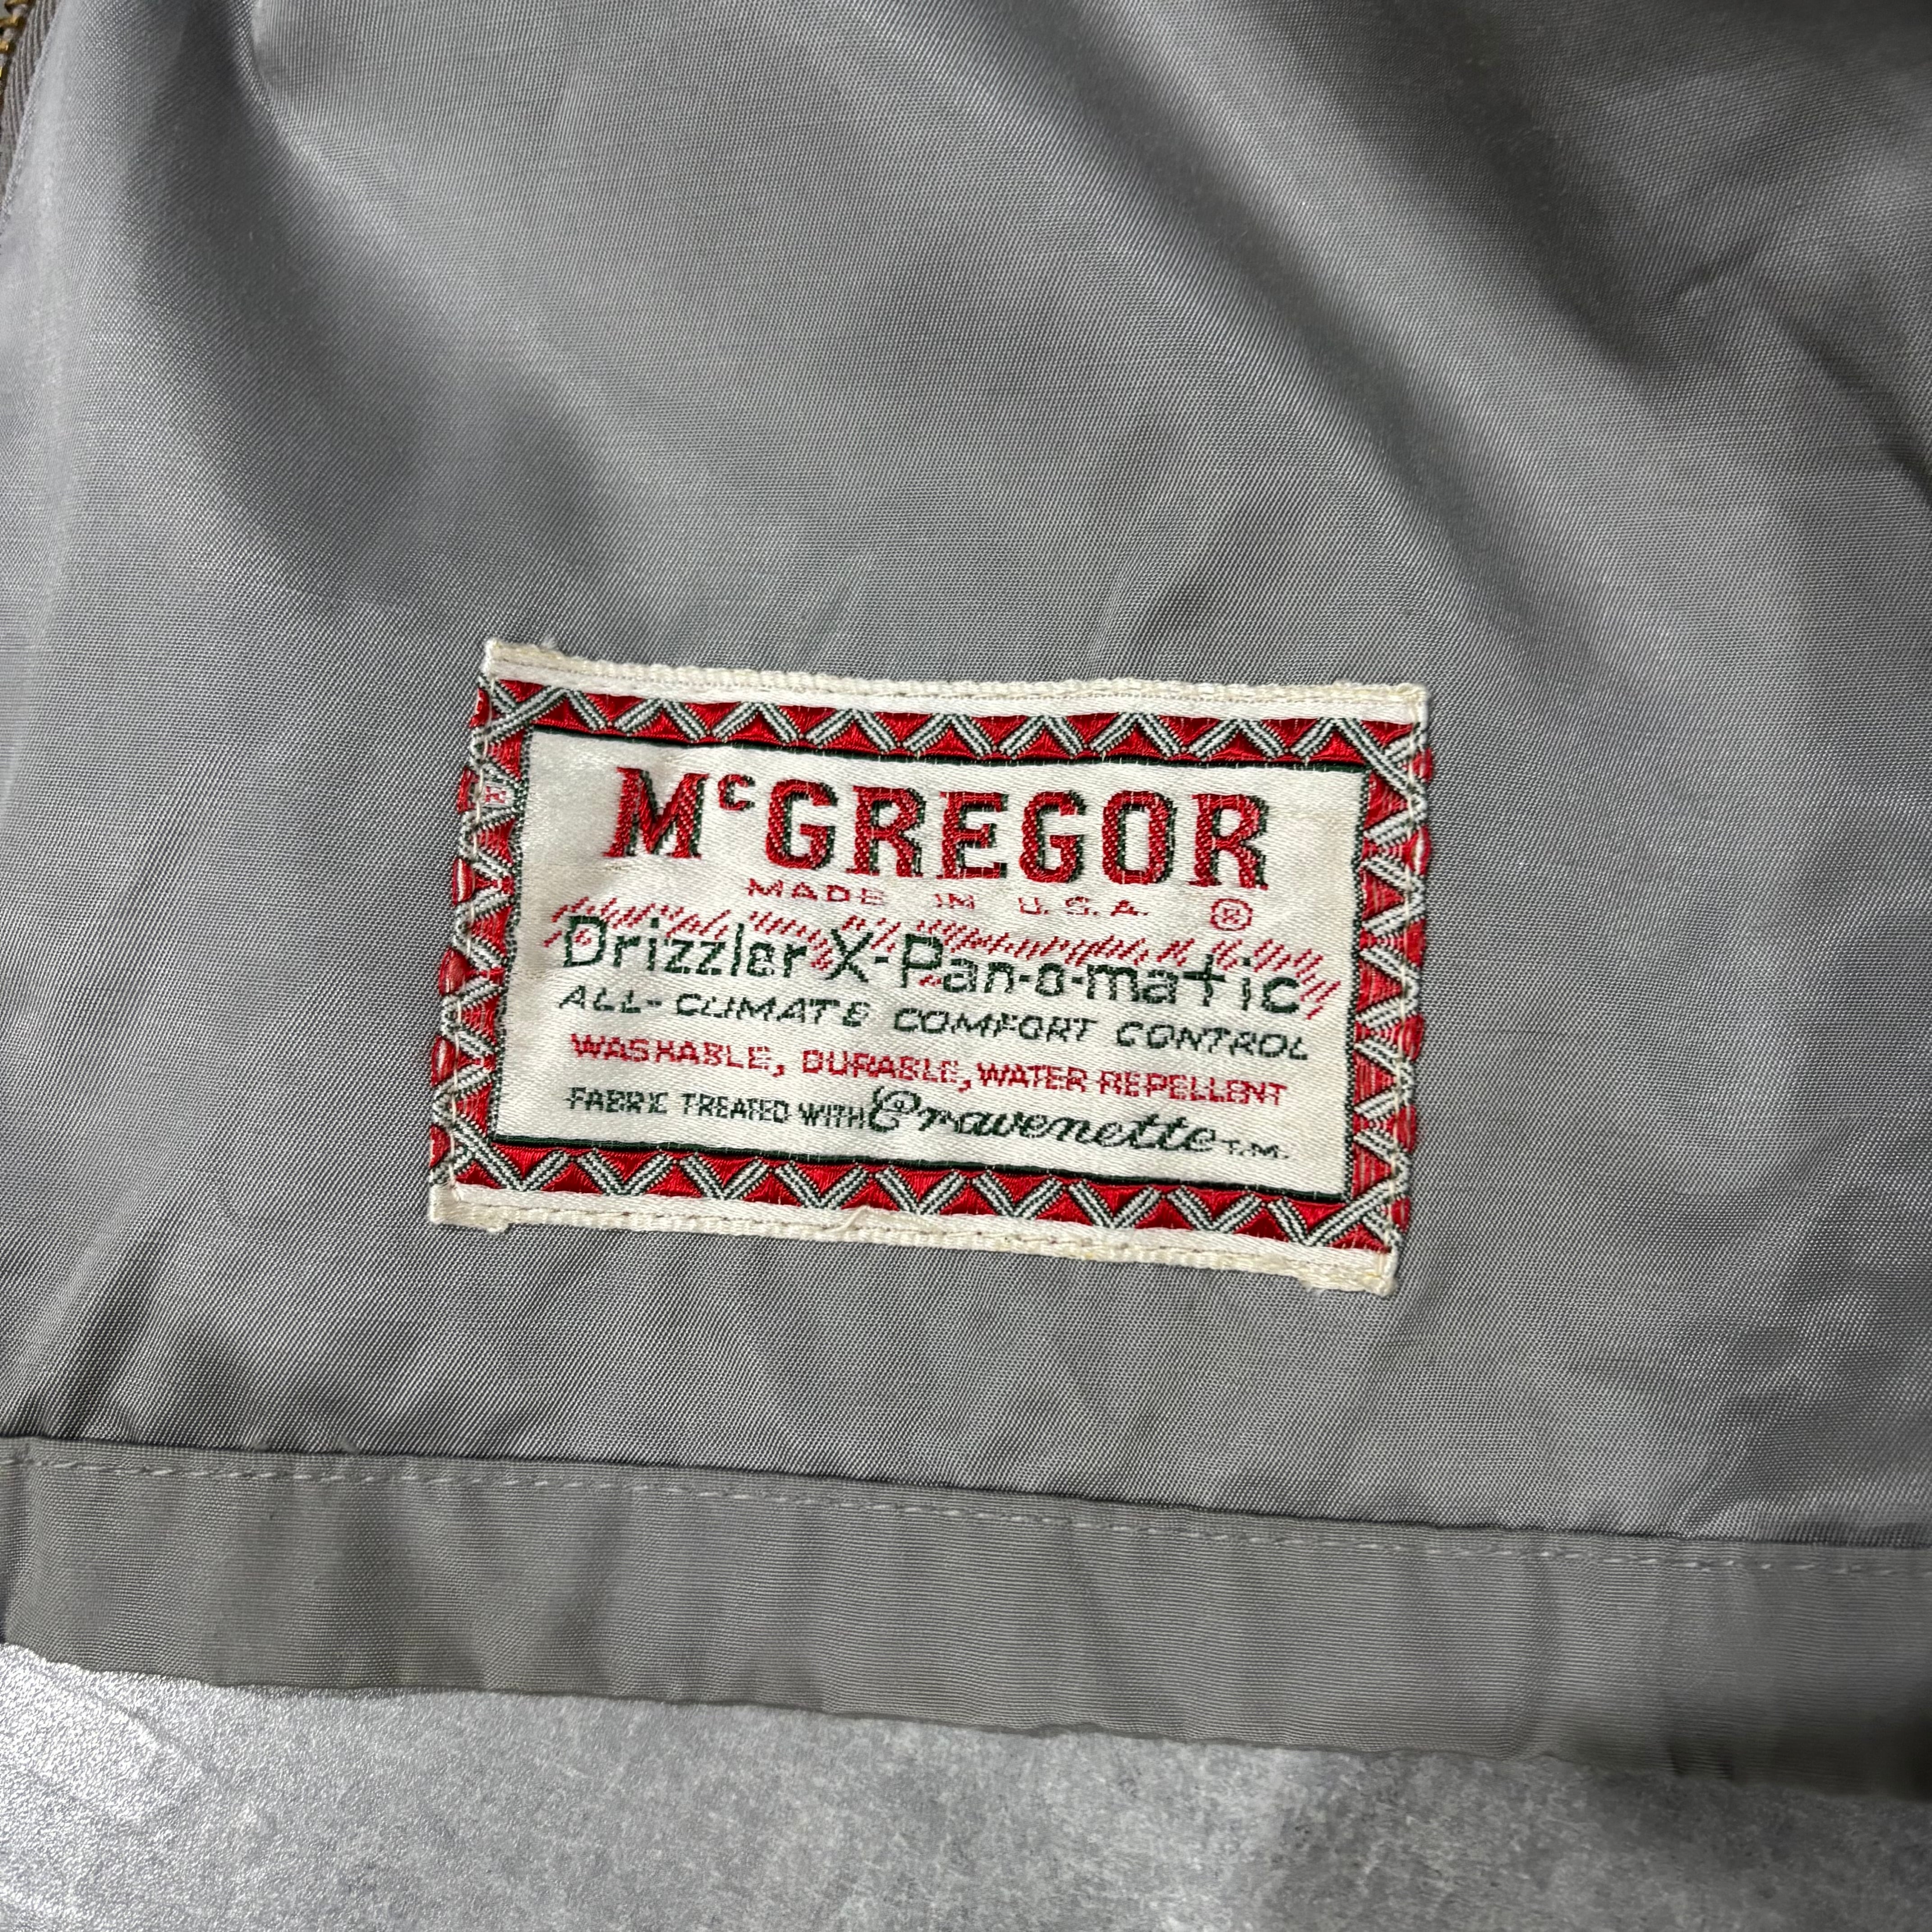 McGREGOR
MADE IN U.S.A. ®
Drizzler X-Pan-o-matic
ALL-CLIMATE COMFORT CONTROL
WASHABLE, DURABLE, WATER REPELLENT
FABRIC TREATED WITH Cravenette T.M.